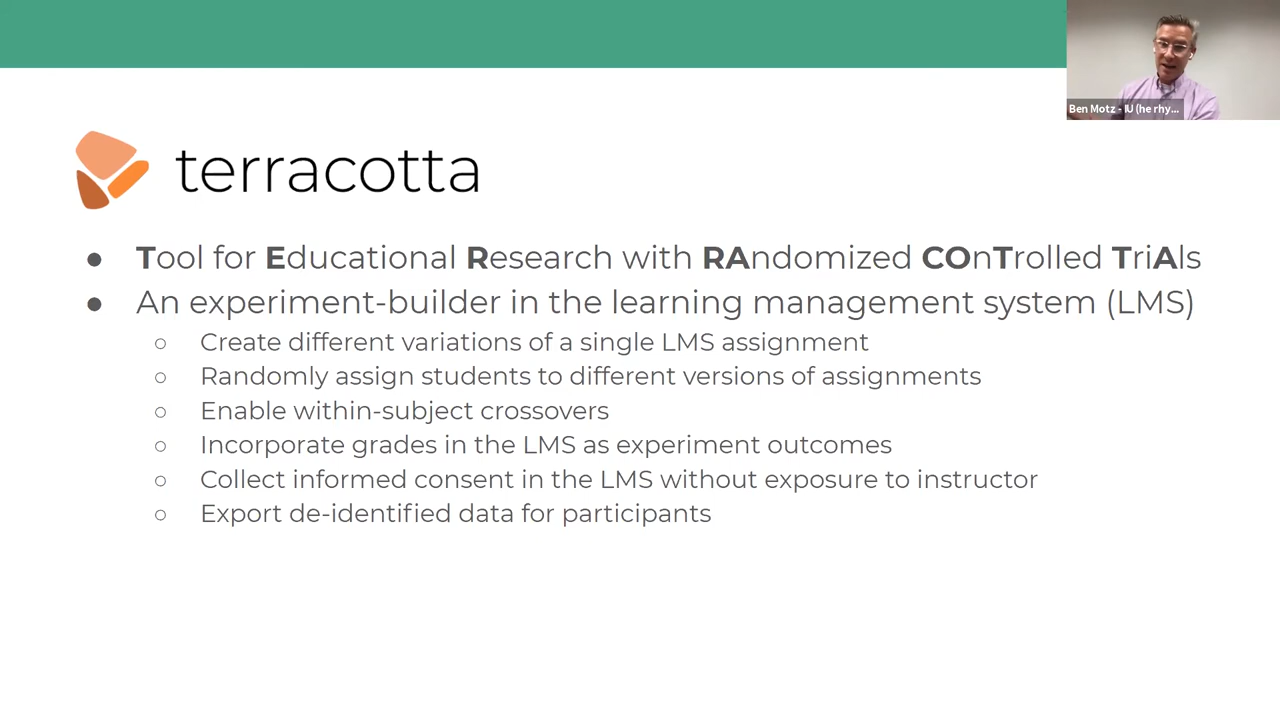 Ben Motz - IU (he rhy...
terracotta
● Tool for Educational Research with RAndomized COnTrolled TriAls
● An experiment-builder in the learning management system (LMS)
○ Create different variations of a single LMS assignment
○ Randomly assign students to different versions of assignments
○ Enable within-subject crossovers
○ Incorporate grades in the LMS as experiment outcomes
○ Collect informed consent in the LMS without exposure to instructor
○ Export de-identified data for participants